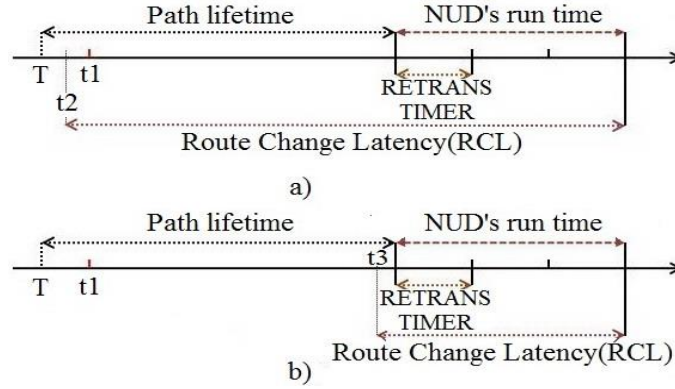 Path lifetime NUD's run time
T t1
t2
RETRANS
TIMER
Route Change Latency(RCL)
a)
Path lifetime NUD's run time
t3
T t1
RETRANS
TIMER
Route Change Latency(RCL)
b)